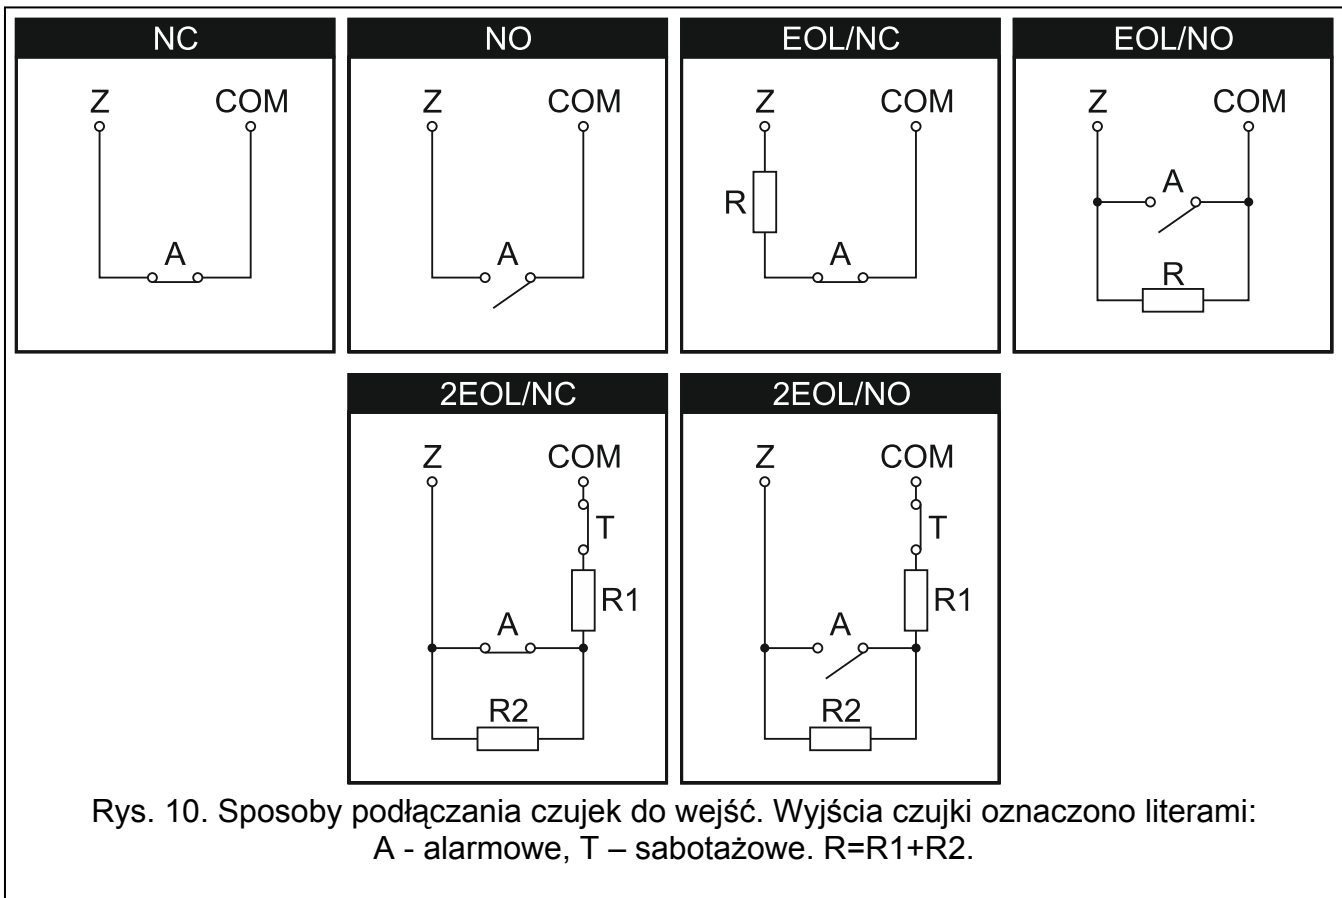 NC
Z COM
A
NO
Z COM
A
EOL/NC
Z COM
R
A
EOL/NO
Z COM
A
R
2EOL/NC
Z COM
T
R1
A
R2
2EOL/NO
Z COM
T
R1
A
R2
Rys. 10. Sposoby podłączania czujek do wejść. Wyjścia czujki oznaczono literami:
A - alarmowe, T – sabotażowe. R=R1+R2.